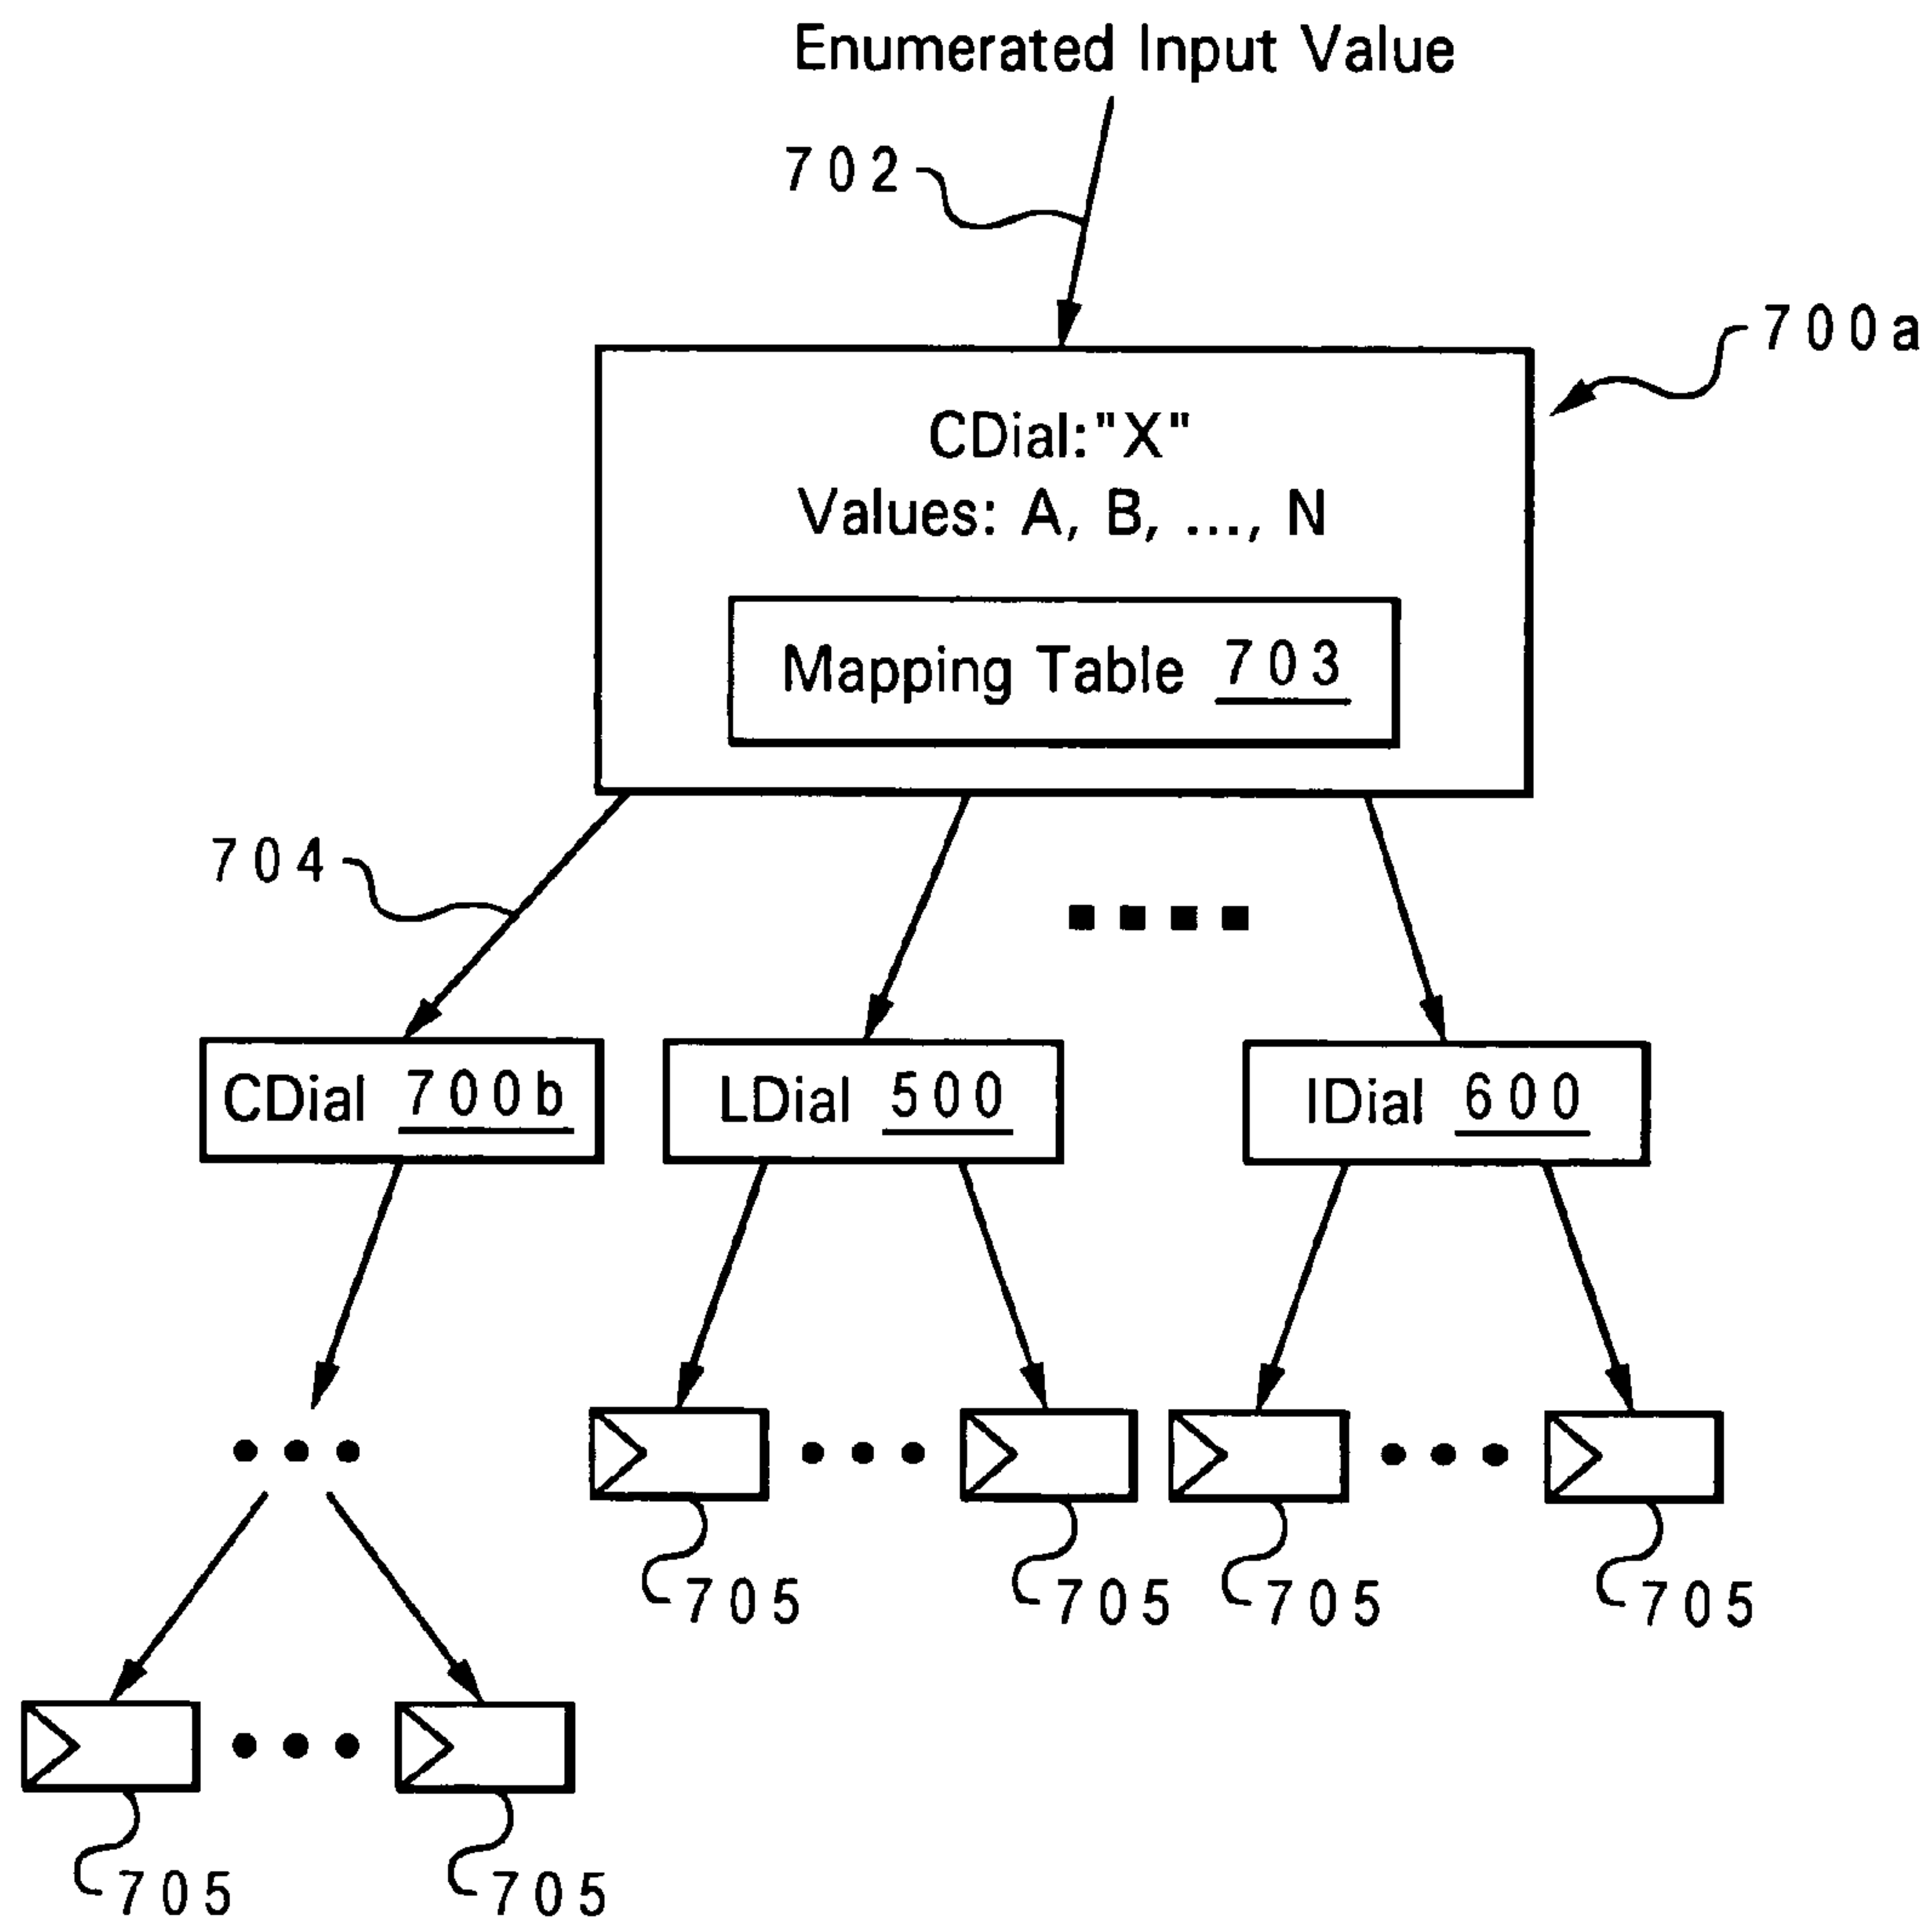 Enumerated Input Value
702
700a
CDial:"X"
Values: A, B, ..., N
Mapping Table 703
704
CDial 700b
LDial 500
IDial 600
705
705
705
705
705
705